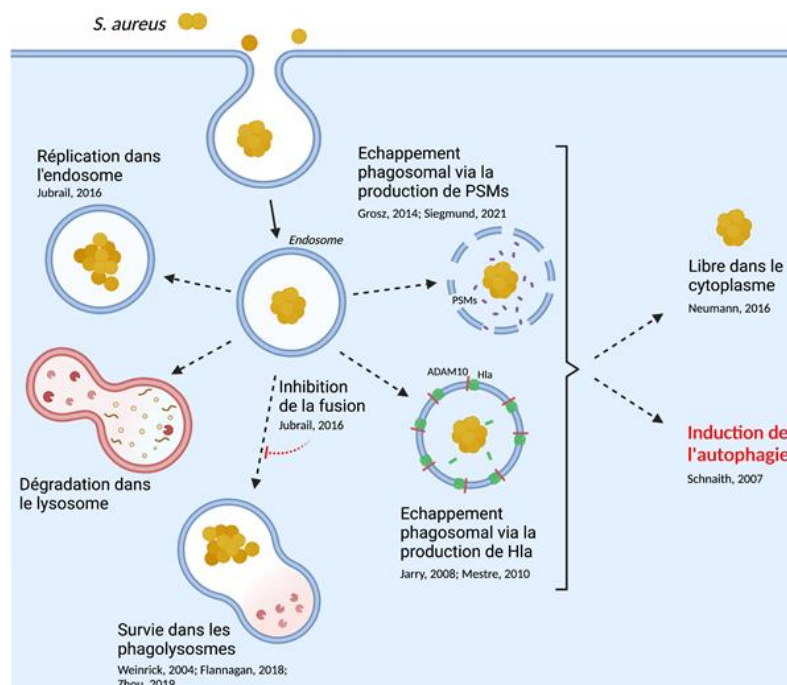 S. aureus
Réplication dans
l'endosome
Jubrail, 2016
Echappement
phagosomal via la
production de PSMs
Grosz, 2014; Siegmund, 2021
Endosome
PSMs
Libre dans le
cytoplasme
Neumann, 2016
ADAM10
Hla
Inhibition
de la fusion
Jubrail, 2016
Induction de
l'autophagie
Schnaith, 2007
Dégradation dans
le lysosome
Echappement
phagosomal via la
production de Hla
Jarry, 2008; Mestre, 2010
Survie dans les
phagolysosmes
Weinrick, 2004; Flannagan, 2018;
Zhou, 2019